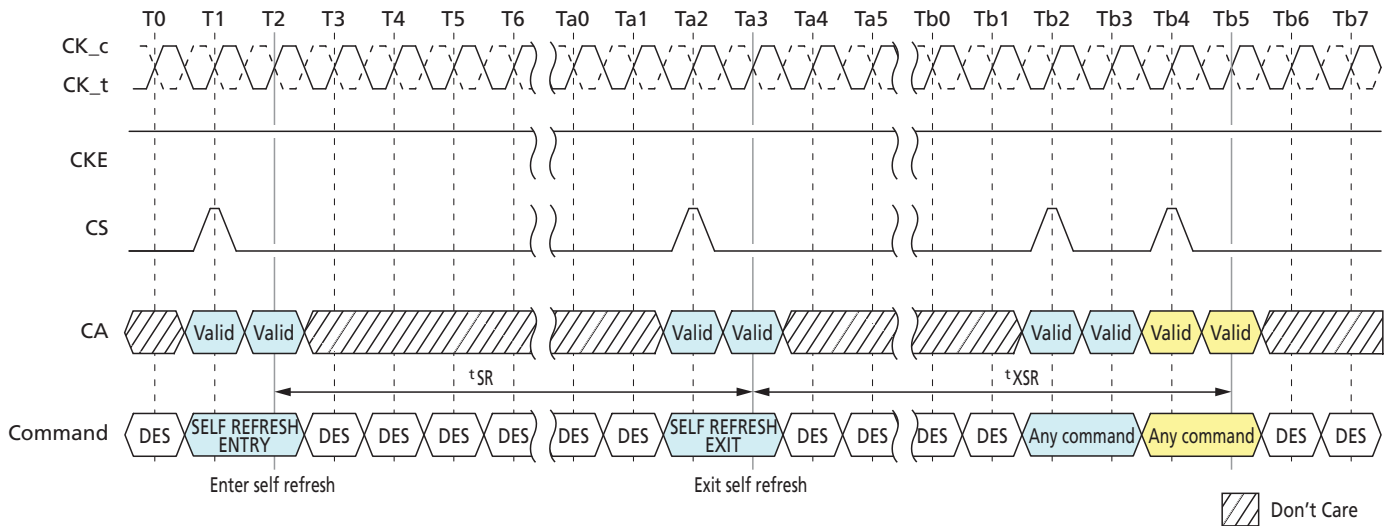 T0 T1 T2 T3 T4 T5 T6 Ta0 Ta1 Ta2 Ta3 Ta4 Ta5 Tb0 Tb1 Tb2 Tb3 Tb4 Tb5 Tb6 Tb7
CK_c
CK_t
CKE
CS
CA Valid Valid Valid Valid Valid Valid Valid Valid
tSR tXSR
Command DES SELF REFRESH ENTRY DES DES DES DES DES DES SELF REFRESH EXIT DES DES DES DES Any command Any command DES DES
Enter self refresh Exit self refresh
Don't Care